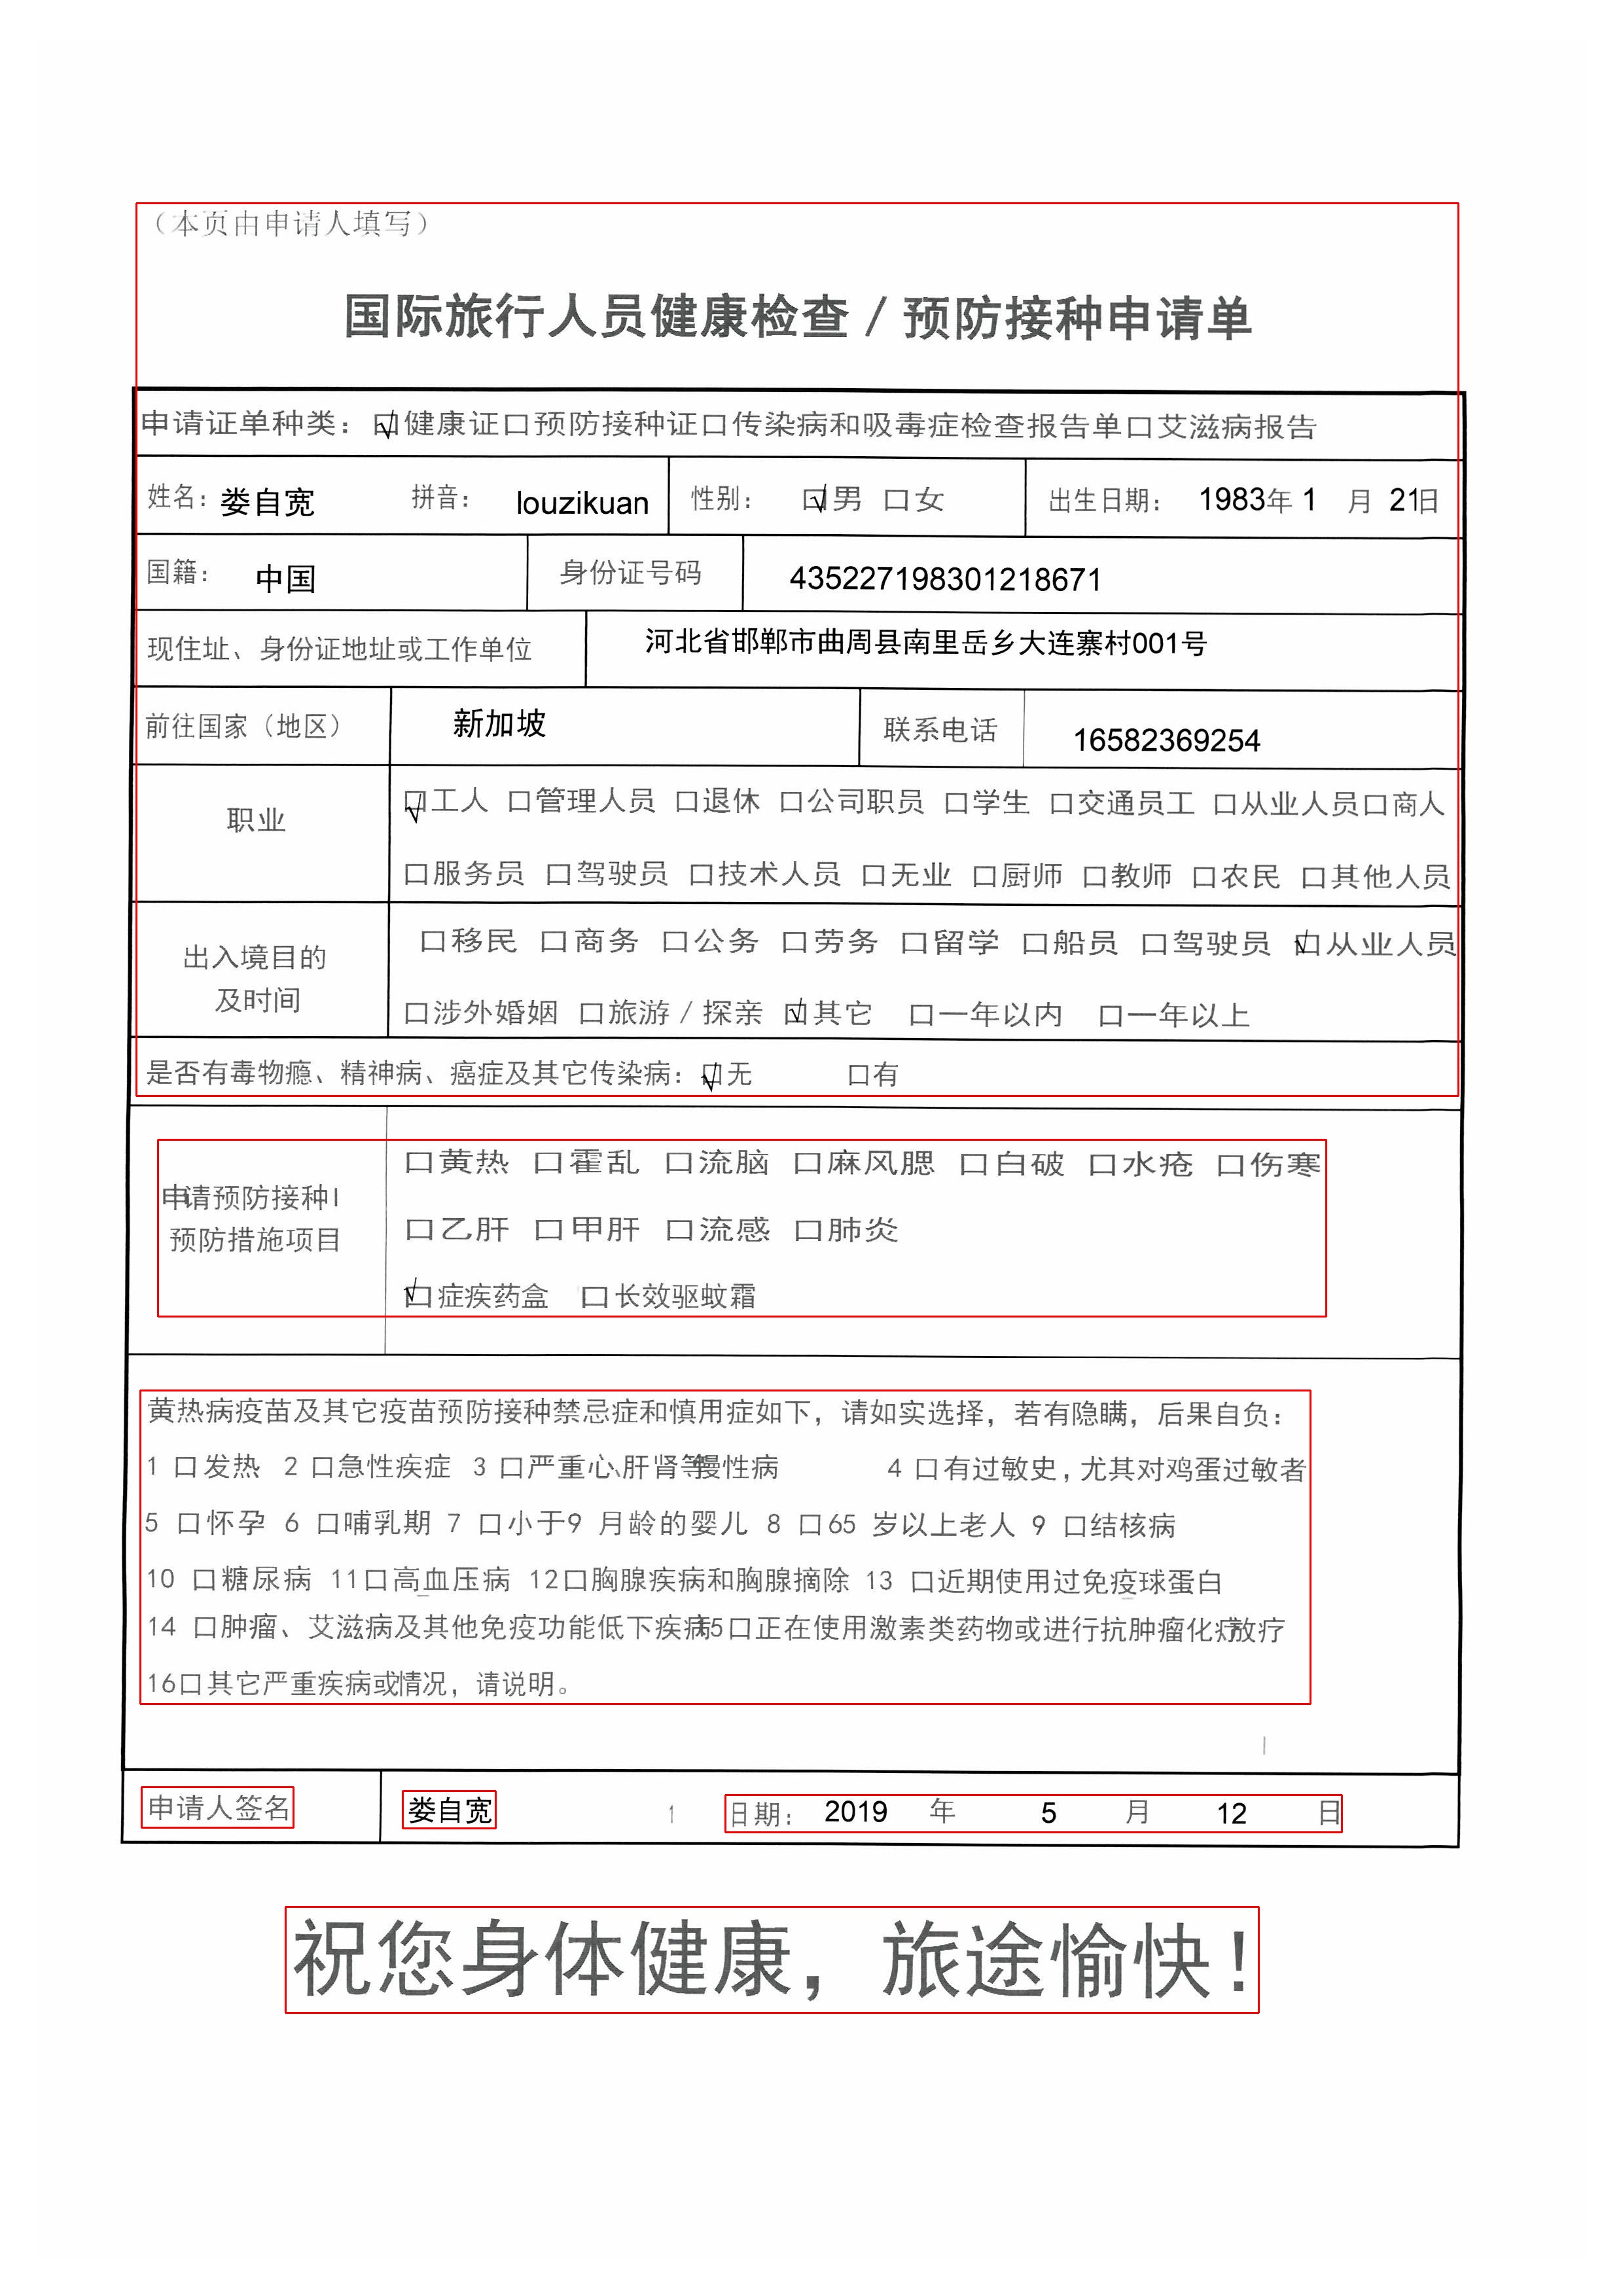 （本页由申请人填写）
国际旅行人员健康检查／预防接种申请单
申请证单种类：☑健康证口预防接种证口传染病和吸毒症检查报告单口艾滋病报告
姓名：娄自宽 拼音：louzikuan 性别：☑男 口女 出生日期：1983年1月21日
国籍：中国 身份证号码 435227198301218671
现住址、身份证地址或工作单位 河北省邯郸市曲周县南里岳乡大连寨村001号
前往国家（地区） 新加坡 联系电话 16582369254
职业 ☑工人 口管理人员 口退休 口公司职员 口学生 口交通员工 口从业人员口商人
口服务员 口驾驶员 口技术人员 口无业 口厨师 口教师 口农民 口其他人员
出入境目的
及时间
口移民 口商务 口公务 口劳务 口留学 口船员 口驾驶员 ☑从业人员
口涉外婚姻 口旅游／探亲 ☑其它 口一年以内 口一年以上
是否有毒物瘾、精神病、癌症及其它传染病：☑无 口有
申请预防接种I
预防措施项目
口黄热 口霍乱 口流脑 口麻风腮 口白破 口水疮 口伤寒
口乙肝 口甲肝 口流感 口肺炎
☑症疾药盒 口长效驱蚊霜
黄热病疫苗及其它疫苗预防接种禁忌症和慎用症如下，请如实选择，若有隐瞒，后果自负：
1 口发热 2 口急性疾症 3 口严重心、肝肾等慢性病 4 口有过敏史，尤其对鸡蛋过敏者
5 口怀孕 6 口哺乳期 7 口小于9 月龄的婴儿 8 口65 岁以上老人 9 口结核病
10 口糖尿病 11口高血压病 12口胸腺疾病和胸腺摘除 13 口近期使用过免疫球蛋白
14 口肿瘤、艾滋病及其他免疫功能低下疾病15口正在使用激素类药物或进行抗肿瘤化疗放疗
16口其它严重疾病或情况，请说明。
申请人签名 娄自宽 日期：2019 年 5 月 12 日
祝您身体健康，旅途愉快！